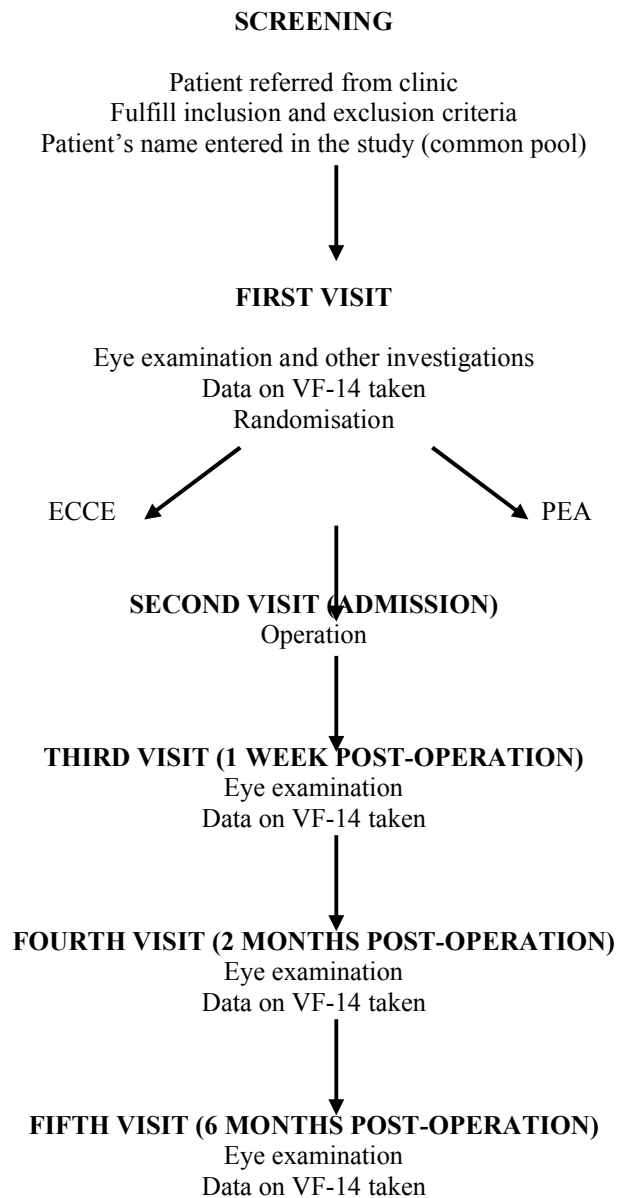 SCREENING
Patient referred from clinic
Fulfill inclusion and exclusion criteria
Patient’s name entered in the study (common pool)
FIRST VISIT
Eye examination and other investigations
Data on VF-14 taken
Randomisation
ECCE PEA
SECOND VISIT (ADMISSION)
Operation
THIRD VISIT (1 WEEK POST-OPERATION)
Eye examination
Data on VF-14 taken
FOURTH VISIT (2 MONTHS POST-OPERATION)
Eye examination
Data on VF-14 taken
FIFTH VISIT (6 MONTHS POST-OPERATION)
Eye examination
Data on VF-14 taken